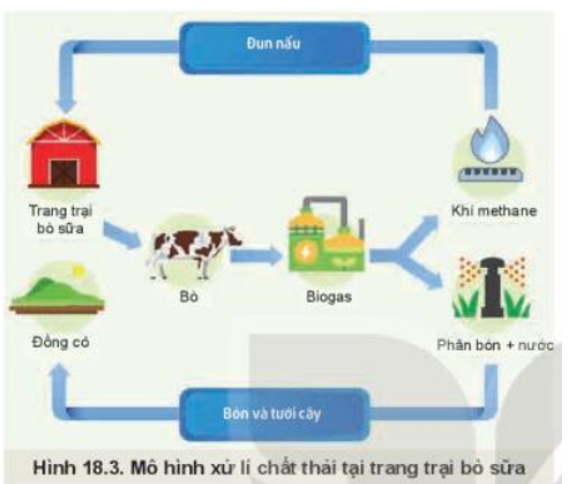 Đun nấu
Trang trại
bò sữa
Khí methane
Bò
Biogas
Đồng cỏ
Phân bón + nước
Bón và tưới cây
Hình 18.3. Mô hình xử lí chất thải tại trang trại bò sữa